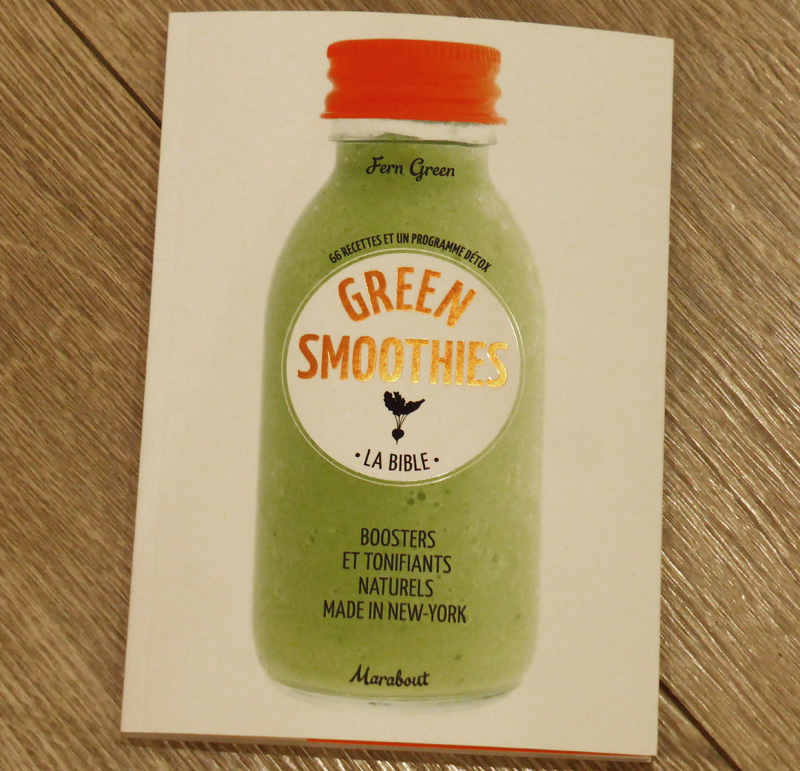 Fern Green
66 RECETTES ET UN PROGRAMME DÉTOX
GREEN
SMOOTHIES
• LA BIBLE •
BOOSTERS
ET TONIFIANTS
NATURELS
MADE IN NEW-YORK
Marabout